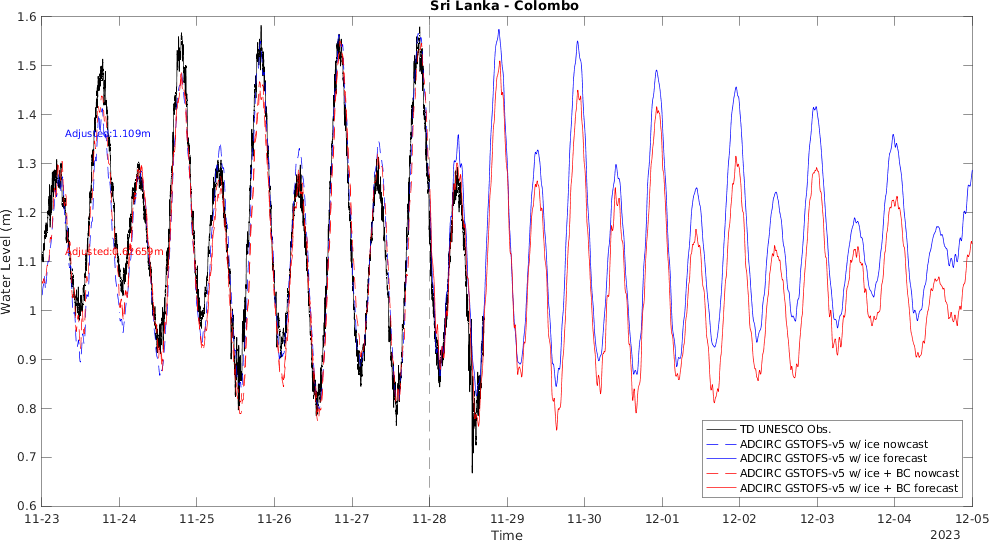 Sri Lanka - Colombo
1.6
1.5
1.4
1.3
1.2
1.1
1
0.9
0.8
0.7
0.6
Water Level (m)
Adjusted:1.109m
Adjusted:0.62659m
TD UNESCO Obs.
ADCIRC GSTOFS-v5 w/ ice nowcast
ADCIRC GSTOFS-v5 w/ ice forecast
ADCIRC GSTOFS-v5 w/ ice + BC nowcast
ADCIRC GSTOFS-v5 w/ ice + BC forecast
11-23 11-24 11-25 11-26 11-27 11-28 11-29 11-30 12-01 12-02 12-03 12-04 12-05
Time
2023